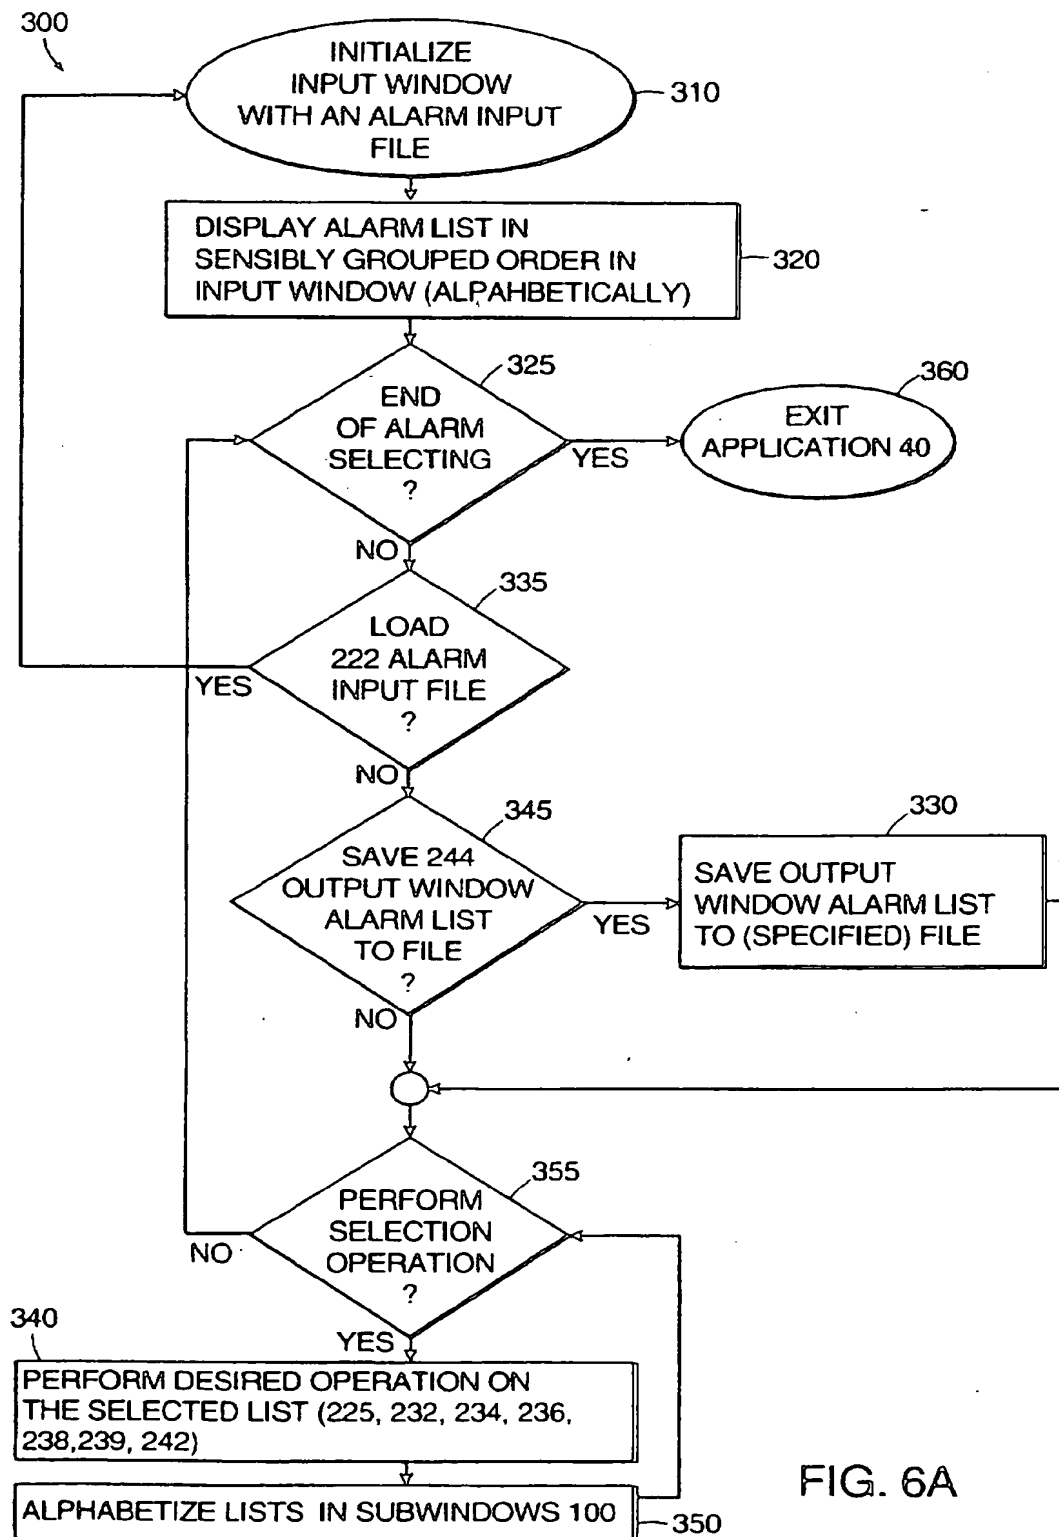 300
INITIALIZE
INPUT WINDOW
WITH AN ALARM INPUT
FILE
310
DISPLAY ALARM LIST IN
SENSIBLY GROUPED ORDER IN
INPUT WINDOW (ALPAHBETICALLY)
320
325
END
OF ALARM
SELECTING
?
YES
360
EXIT
APPLICATION 40
NO
335
LOAD
222 ALARM
INPUT FILE
?
YES
NO
345
SAVE 244
OUTPUT WINDOW
ALARM LIST
TO FILE
?
YES
330
SAVE OUTPUT
WINDOW ALARM LIST
TO (SPECIFIED) FILE
NO
355
PERFORM
SELECTION
OPERATION
?
NO
YES
340
PERFORM DESIRED OPERATION ON
THE SELECTED LIST (225, 232, 234, 236,
238,239, 242)
ALPHABETIZE LISTS IN SUBWINDOWS 100
350
FIG. 6A